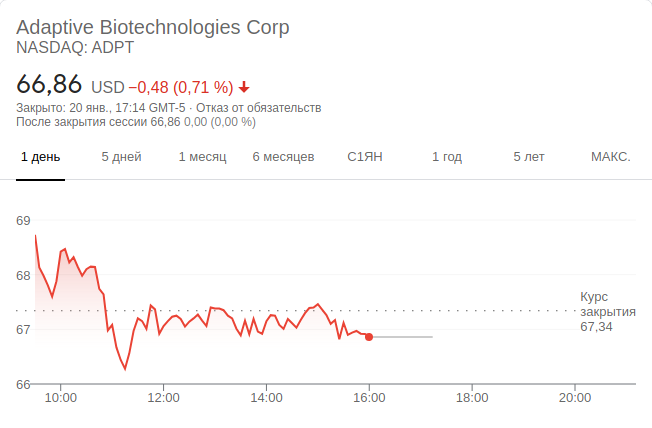 Adaptive Biotechnologies Corp
NASDAQ: ADPT
66,86 USD −0,48 (0,71 %)
Закрыто: 20 янв., 17:14 GMT-5 · Отказ от обязательств
После закрытия сессии 66,86 0,00 (0,00 %)
1 день 5 дней 1 месяц 6 месяцев С1ЯН 1 год 5 лет МАКС.
69
68
Курс
закрытия
67,34
67
66
10:00 12:00 14:00 16:00 18:00 20:00